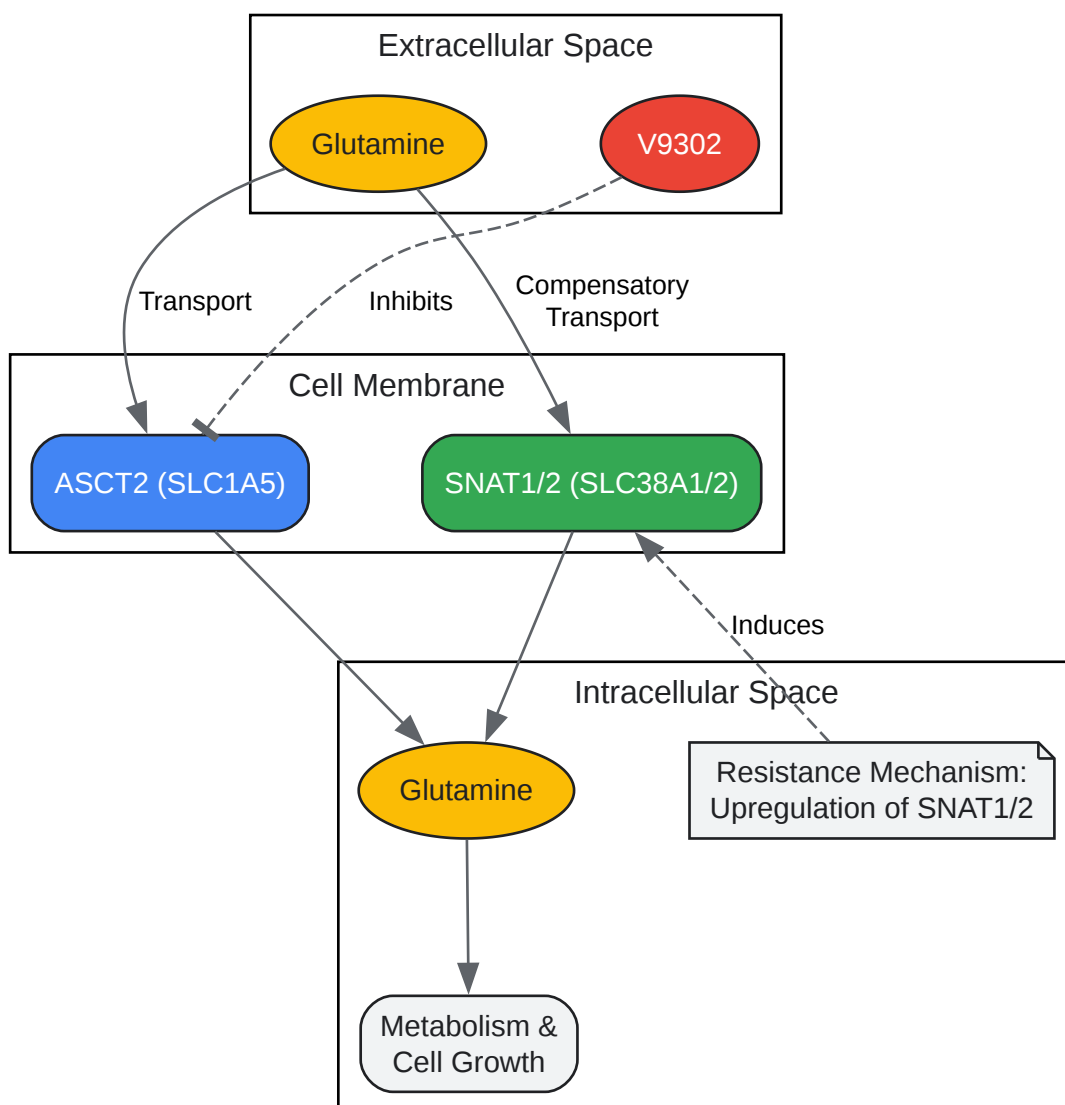 Extracellular Space
Glutamine
V9302
Transport
Inhibits
Compensatory
Transport
Cell Membrane
ASCT2 (SLC1A5)
SNAT1/2 (SLC38A1/2)
Induces
Intracellular Space
Glutamine
Resistance Mechanism:
Upregulation of SNAT1/2
Metabolism &
Cell Growth